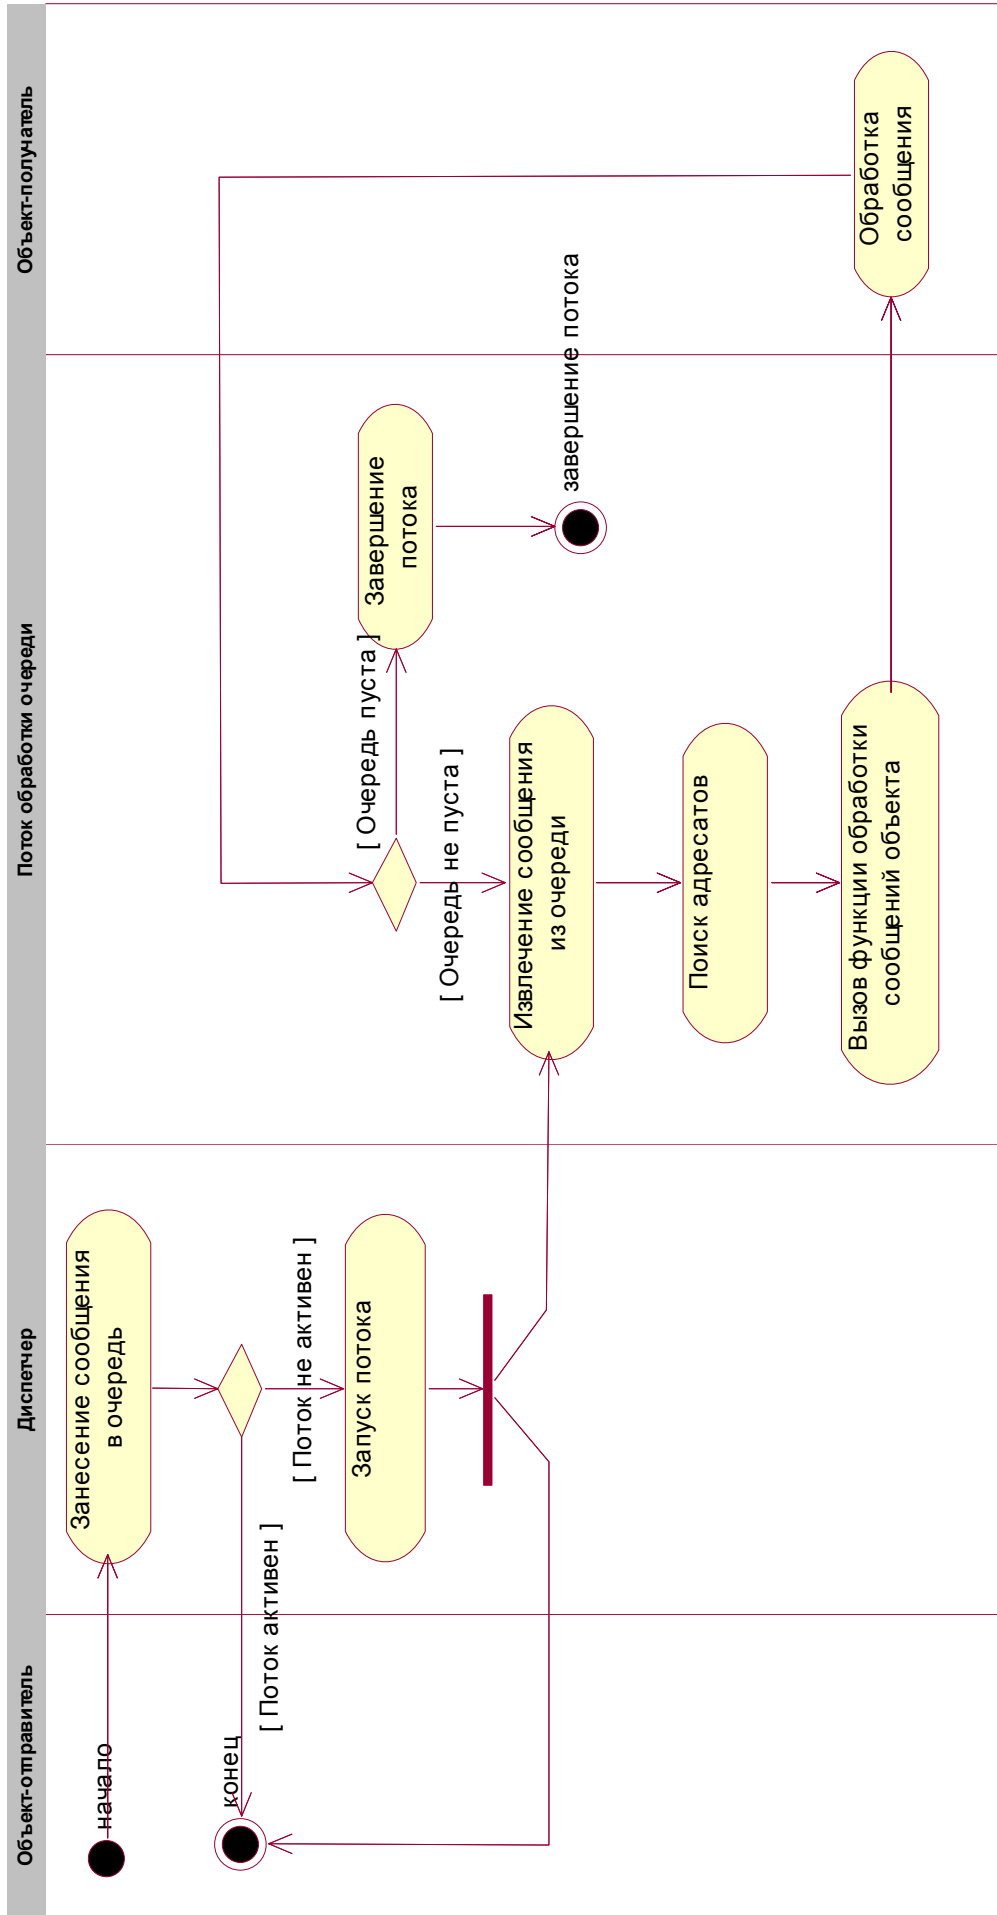 Объект-отправитель
Диспетчер
Поток обработки очереди
Объект-получатель
начало
Занесение сообщения
в очередь
конец
[ Поток активен ]
[ Поток не активен ]
Запуск потока
[ Очередь пуста ]
Завершение
потока
завершение потока
[ Очередь не пуста ]
Извлечение сообщения
из очереди
Поиск адресатов
Вызов функции обработки
сообщений объекта
Обработка
сообщения